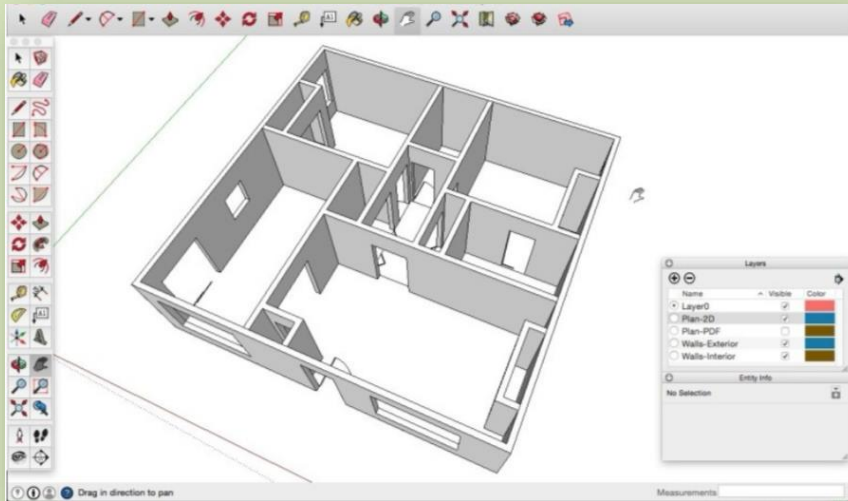 A1
Layers
Name Visible Color
Layer0
Plan-2D
Plan-PDF
Walls-Exterior
Walls-Interior
Entity Info
No Selection
Drag in direction to pan
Measurements